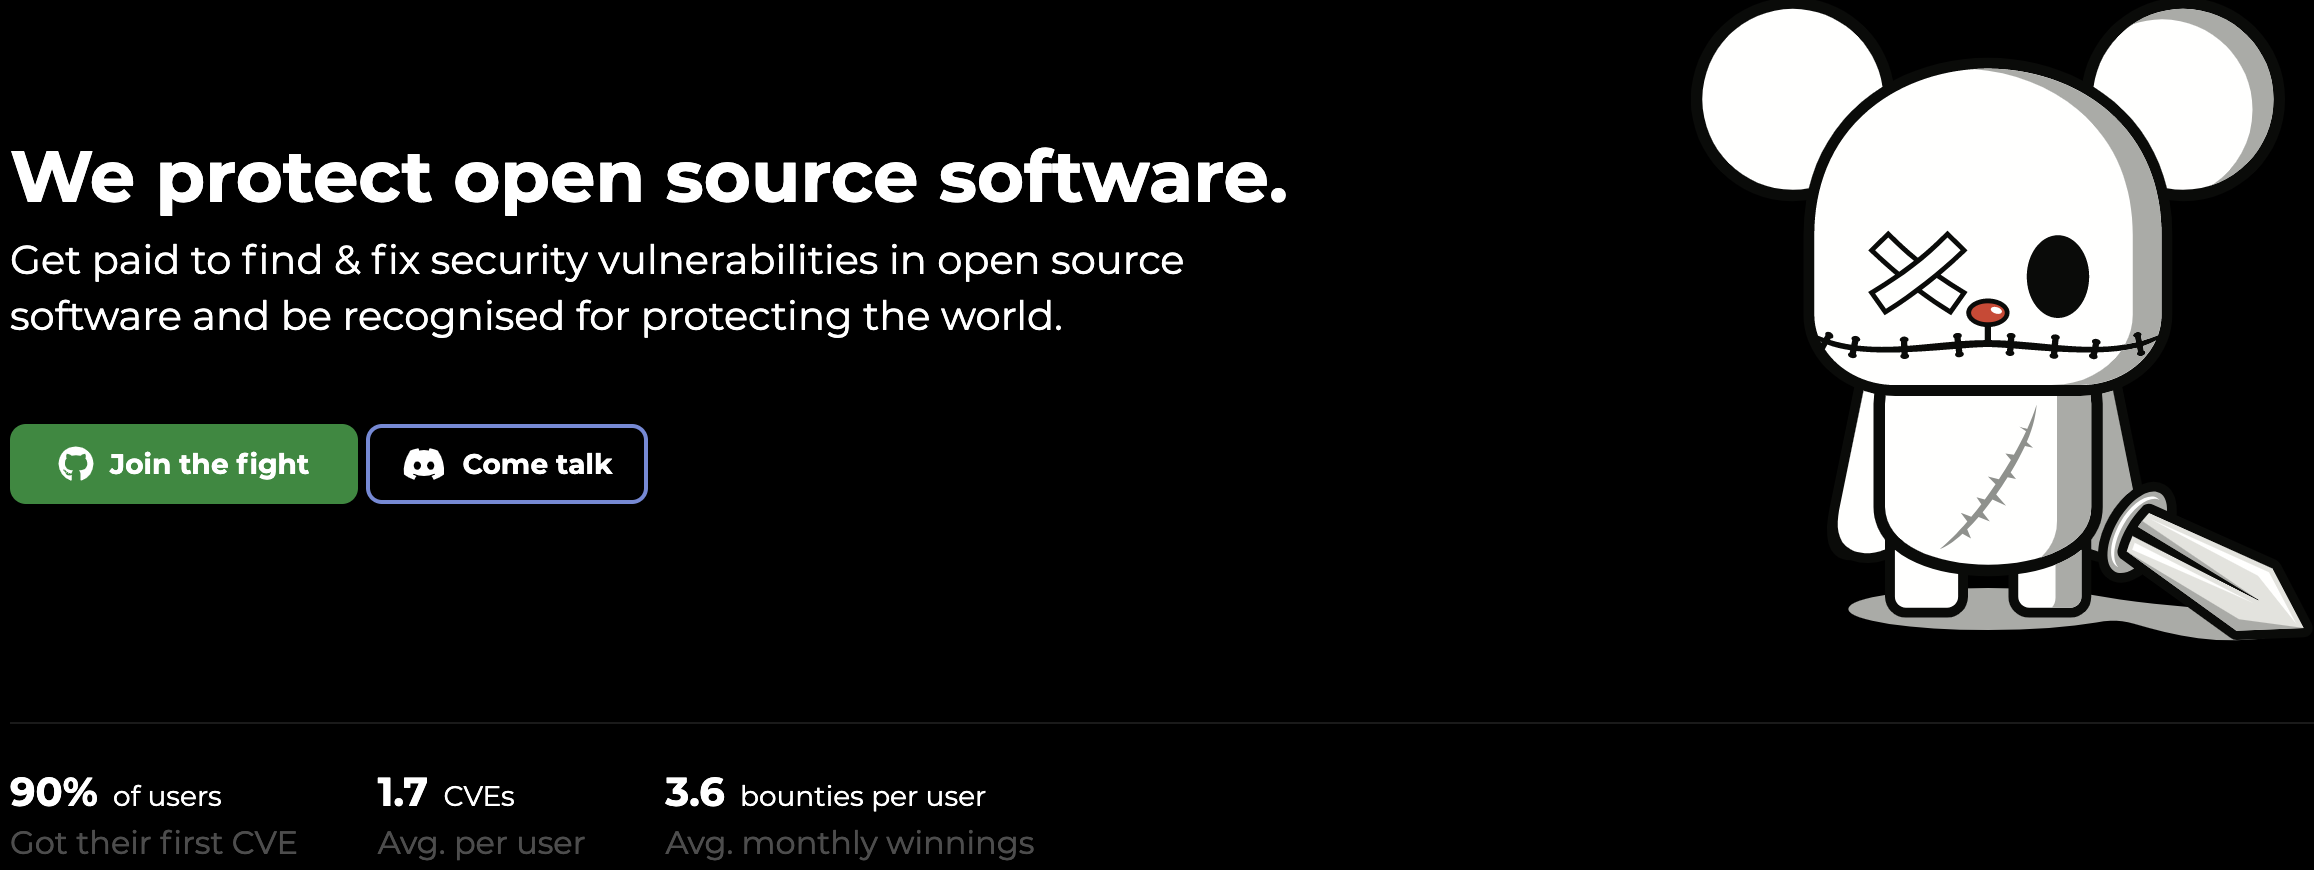 We protect open source software.
Get paid to find & fix security vulnerabilities in open source
software and be recognised for protecting the world.
Join the fight
Come talk
90% of users
Got their first CVE
1.7 CVEs
Avg. per user
3.6 bounties per user
Avg. monthly winnings